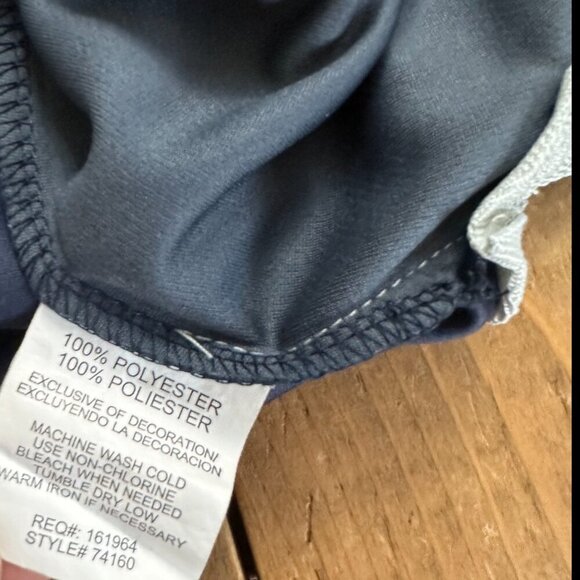 100% POLYESTER
100% POLIESTER
EXCLUSIVE OF DECORATION/
EXCLUYENDO LA DECORACION
MACHINE WASH COLD
USE NON-CHLORINE
BLEACH WHEN NEEDED
TUMBLE DRY LOW
WARM IRON IF NECESSARY
REQ#: 161964
STYLE# 74160